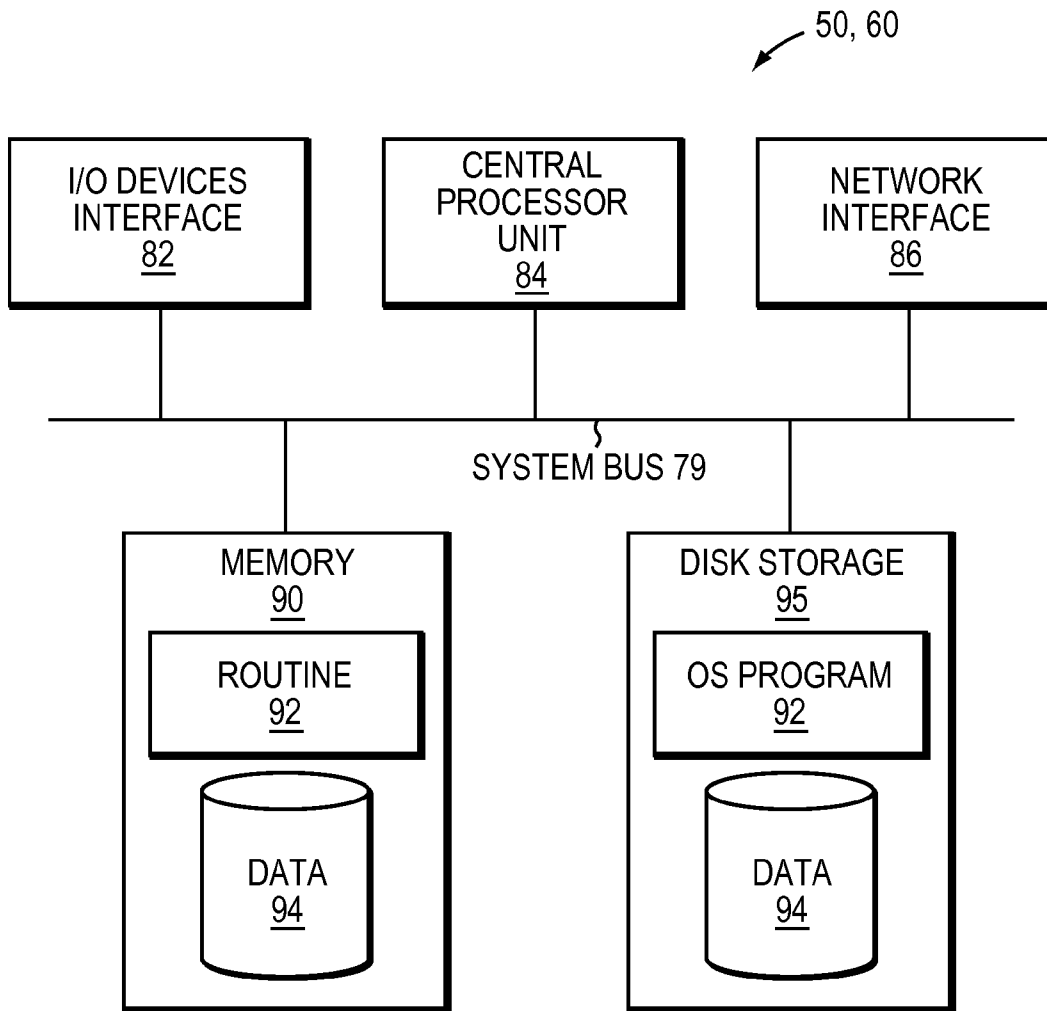 50, 60
I/O DEVICES
INTERFACE
82
CENTRAL
PROCESSOR
UNIT
84
NETWORK
INTERFACE
86
SYSTEM BUS 79
MEMORY
90
ROUTINE
92
DATA
94
DISK STORAGE
95
OS PROGRAM
92
DATA
94